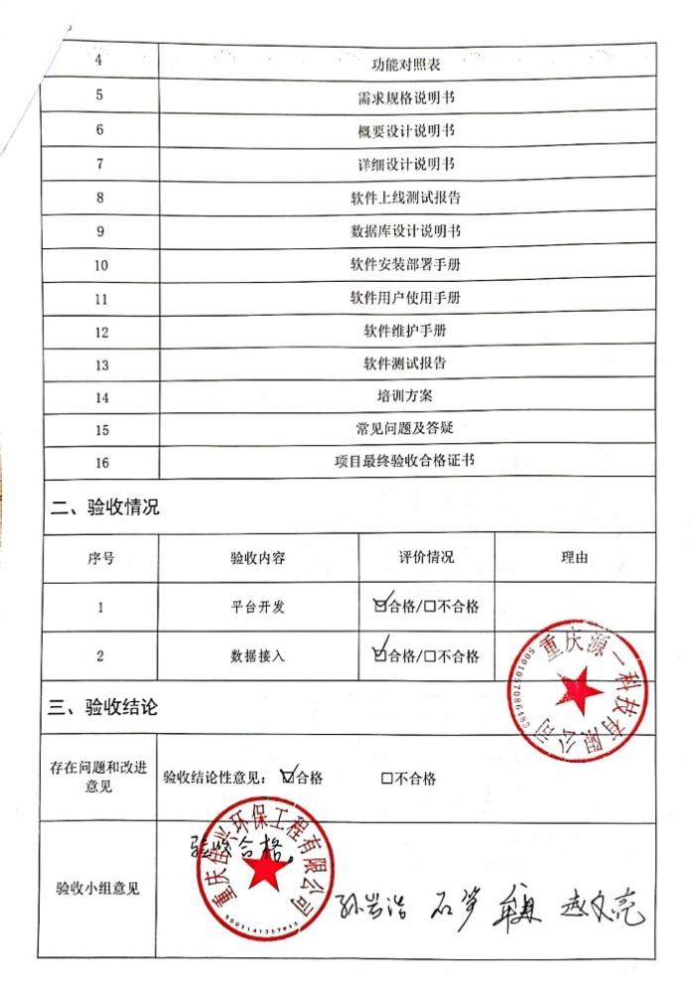 4 功能对照表
5 需求规格说明书
6 概要设计说明书
7 详细设计说明书
8 软件上线测试报告
9 数据库设计说明书
10 软件安装部署手册
11 软件用户使用手册
12 软件维护手册
13 软件测试报告
14 培训方案
15 常见问题及答疑
16 项目最终验收合格证书
二、验收情况
序号 验收内容 评价情况 理由
1 平台开发 ☑合格/□不合格
2 数据接入 ☑合格/□不合格
重庆源一科技有限公司
5001057086483
三、验收结论
存在问题和改进
意见
验收结论性意见：☑合格 □不合格
验收小组意见
验收合格。
重庆佳兴环保工程有限公司
5001141357915
孙岩浩 石 赵文亮